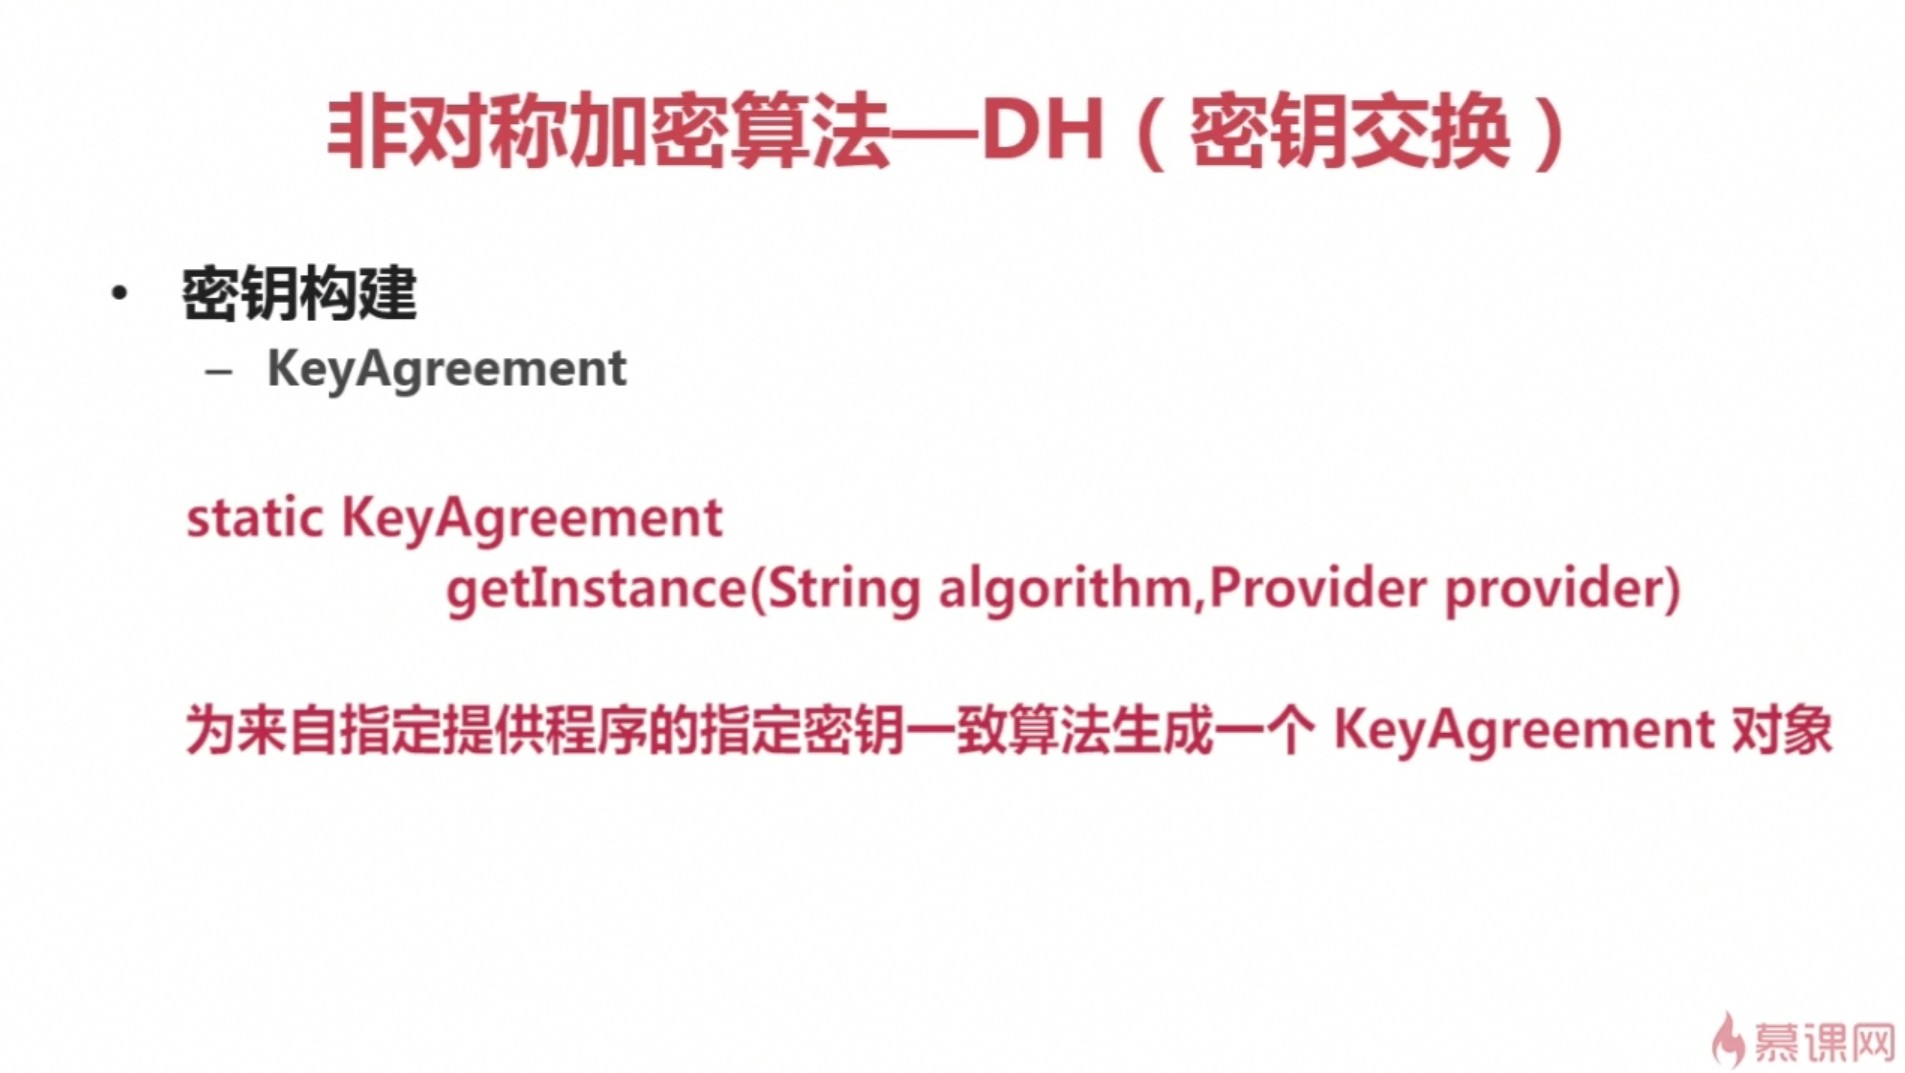 非对称加密算法—DH（密钥交换）
• 密钥构建
– KeyAgreement
static KeyAgreement
getInstance(String algorithm,Provider provider)
为来自指定提供程序的指定密钥一致算法生成一个 KeyAgreement 对象
慕课网